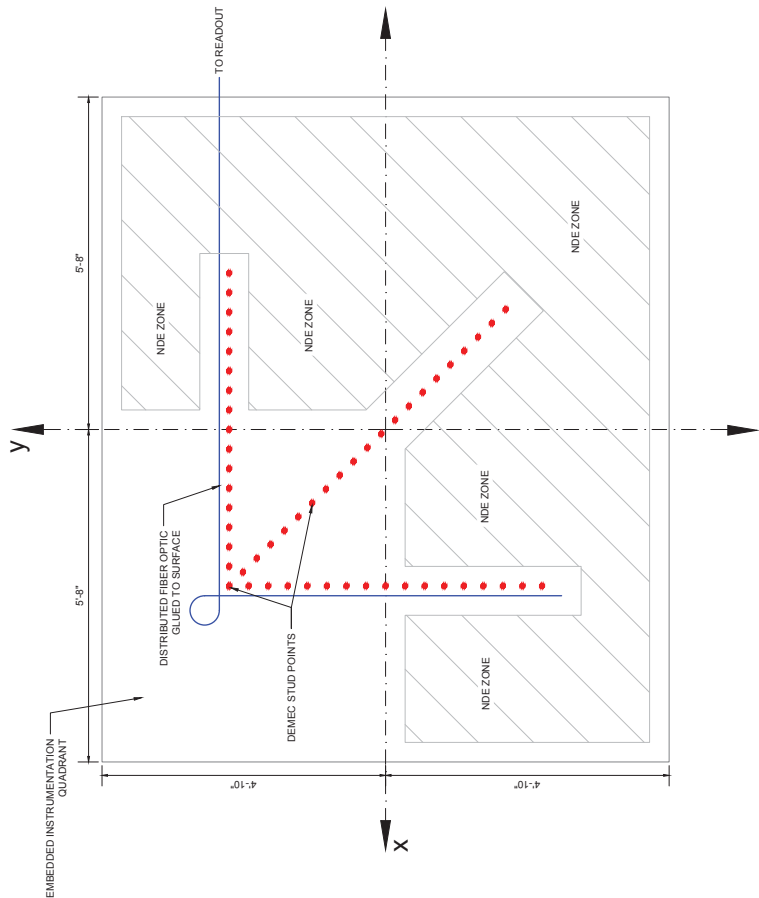 EMBEDDED INSTRUMENTATION
QUADRANT
DISTRIBUTED FIBER OPTIC
GLUED TO SURFACE
DEMEC STUD POINTS
TO READOUT
5'-8"
5'-8"
4'-10"
4'-10"
NDE ZONE
NDE ZONE
NDE ZONE
NDE ZONE
NDE ZONE
y
x